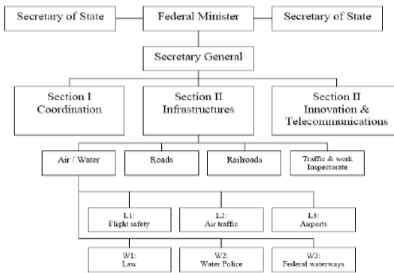 Secretary of State
Federal Minister
Secretary of State
Secretary General
Section I
Coordination
Section II
Infrastructures
Section II
Innovation &
Telecommunications
Air / Water
Roads
Railroads
Traffic & work
Inspectorate
L1:
Flight safety
L2:
Air traffic
L3:
Airports
W1:
Law
W2:
Water Police
W3:
Federal waterways